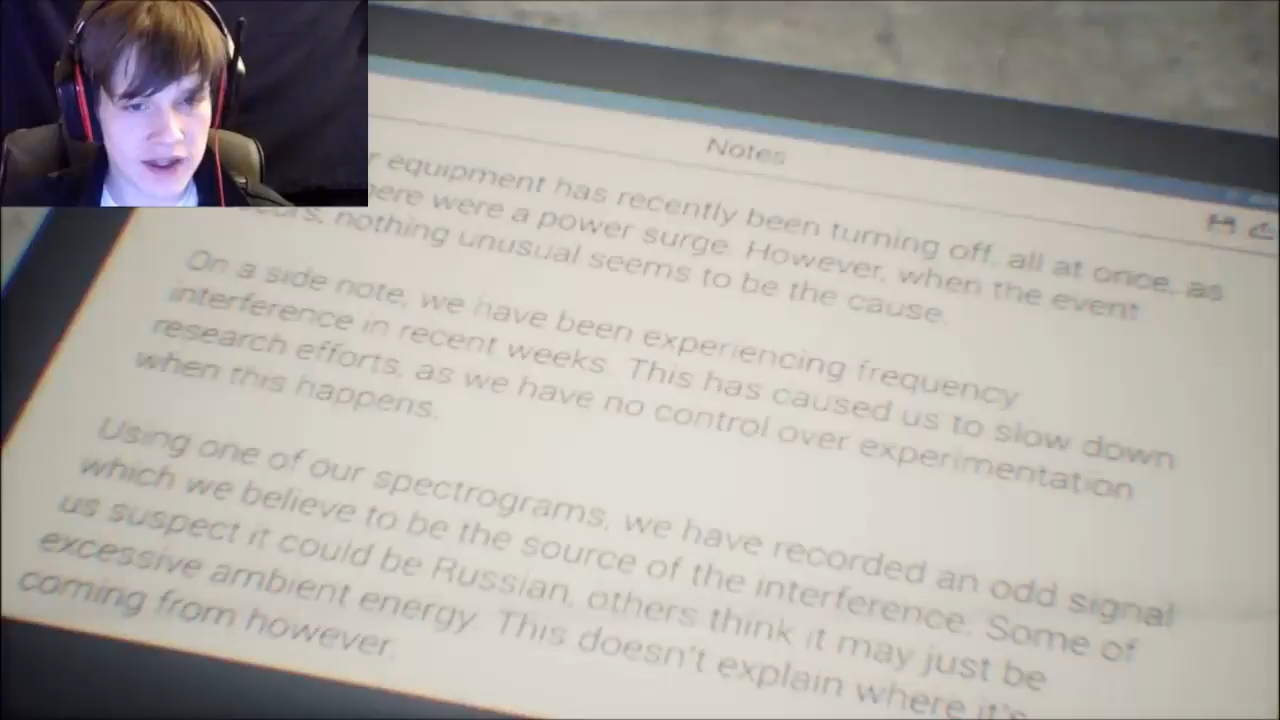 Notes
equipment has recently been turning off, all at once, as
here were a power surge. However, when the event
nothing unusual seems to be the cause.
On a side note, we have been experiencing frequency
interference in recent weeks. This has caused us to slow down
research efforts, as we have no control over experimentation
when this happens.
Using one of our spectrograms, we have recorded an odd signal
which we believe to be the source of the interference. Some of
us suspect it could be Russian, others think it may just be
excessive ambient energy. This doesn't explain where it's
coming from however.